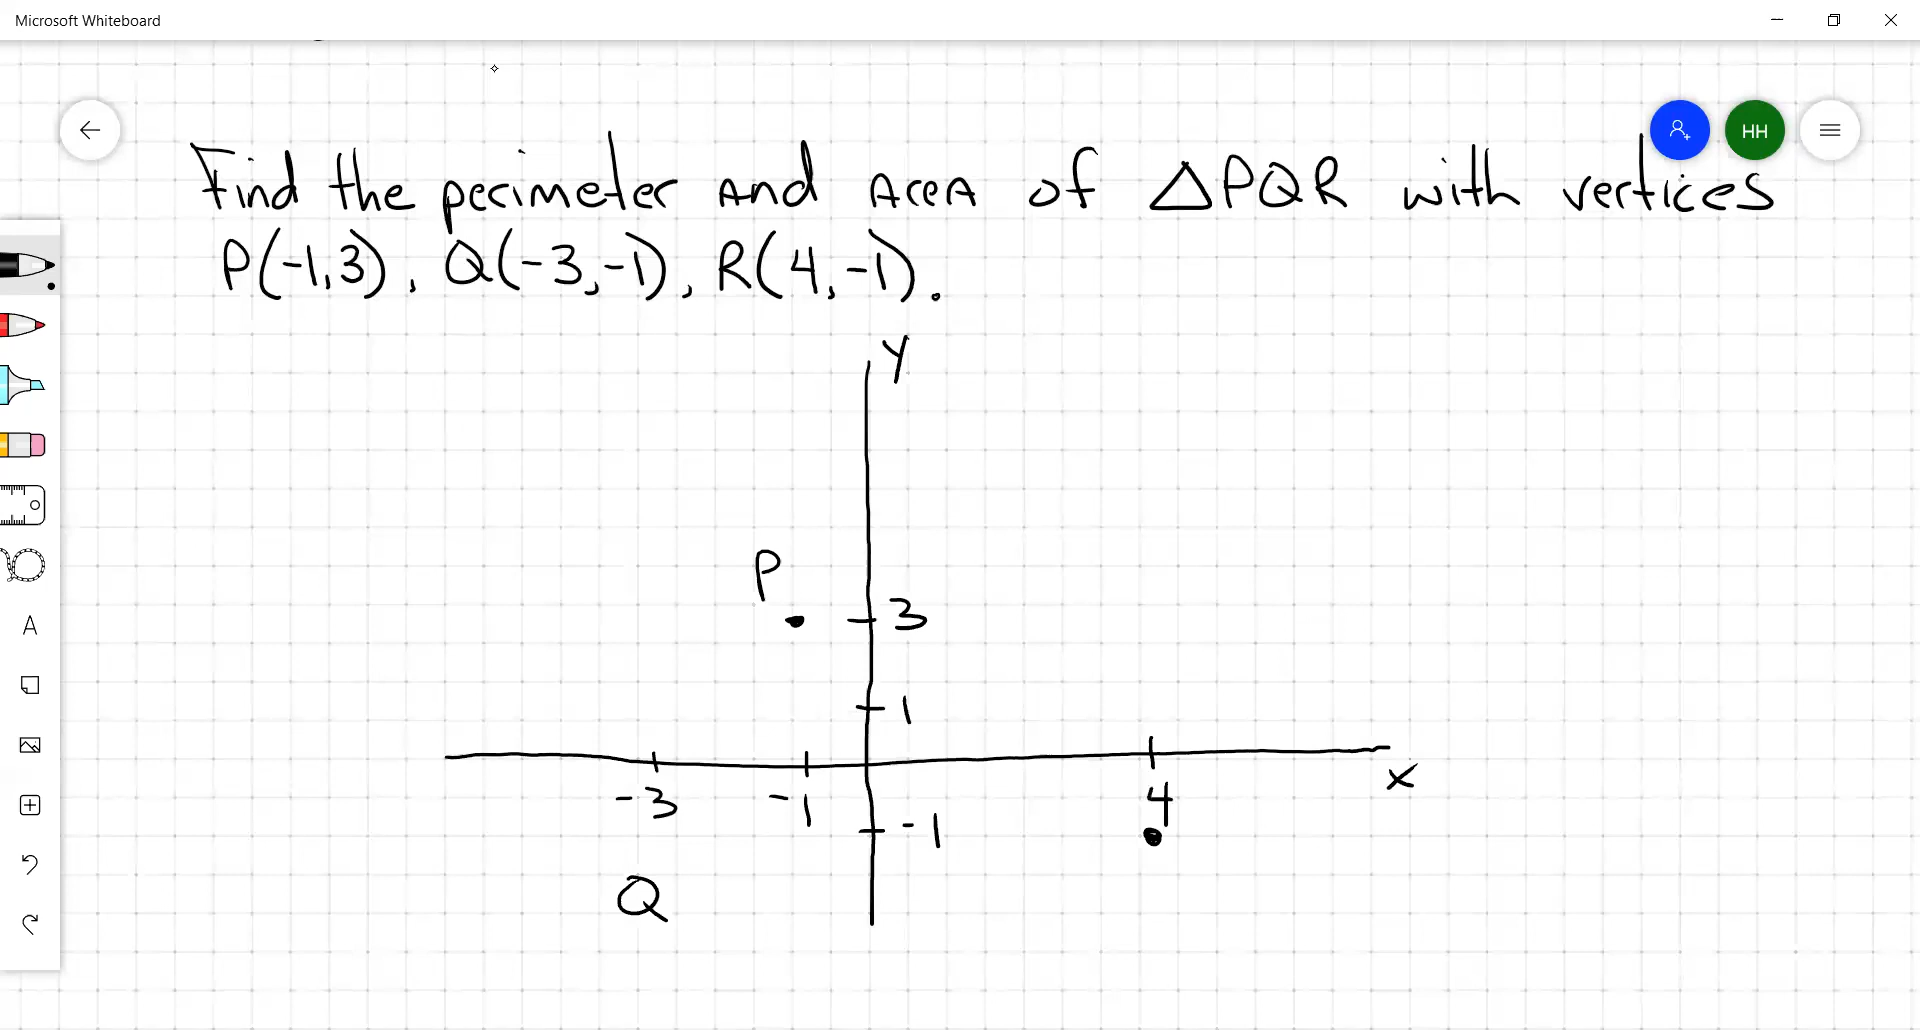 Microsoft Whiteboard
HH
Find the perimeter and area of △PQR with vertices
P(-1,3), Q(-3,-1), R(4,-1).
y
P
3
1
-3 -1 4 x
-1
Q
A